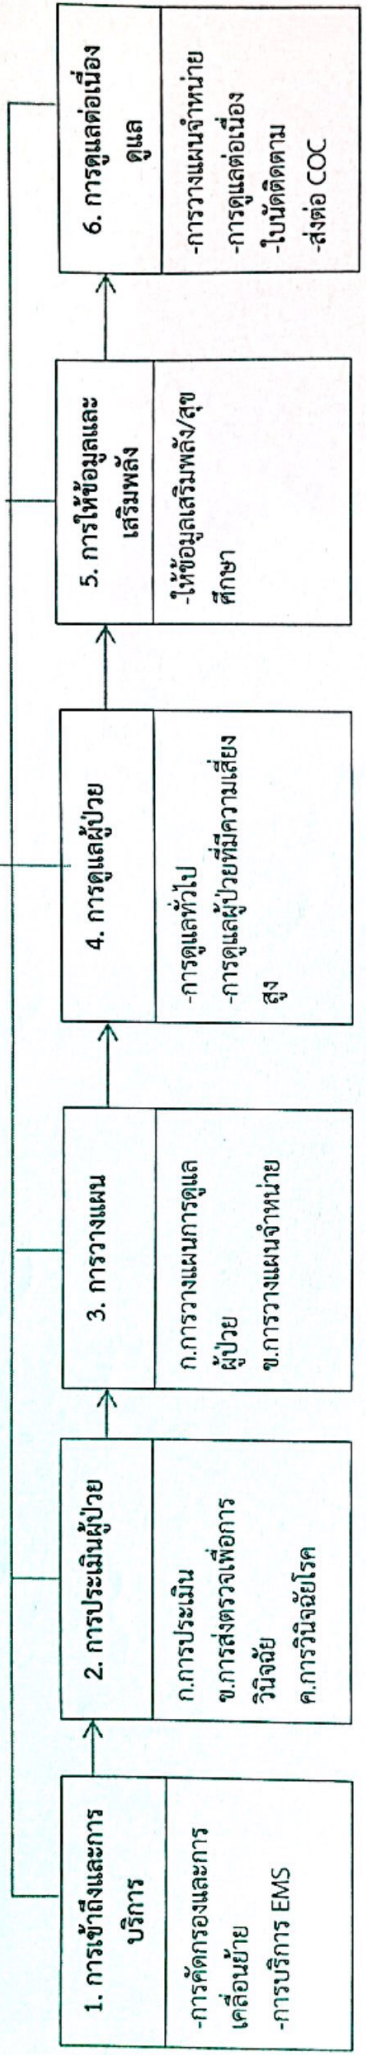 1. การเข้าถึงและการ
บริการ
-การคัดกรองและการ
เคลื่อนย้าย
-การบริการ EMS
2. การประเมินผู้ป่วย
ก.การประเมิน
ข.การส่งตรวจเพื่อการ
วินิจฉัย
ค.การวินิจฉัยโรค
3. การวางแผน
ก.การวางแผนการดูแล
ผู้ป่วย
ข.การวางแผนจำหน่าย
4. การดูแลผู้ป่วย
-การดูแลทั่วไป
-การดูแลผู้ป่วยที่มีความเสี่ยง
สูง
5. การให้ข้อมูลและ
เสริมพลัง
-ให้ข้อมูลเสริมพลัง/สุข
ศึกษา
6. การดูแลต่อเนื่อง
ดูแล
-การวางแผนจำหน่าย
-การดูแลต่อเนื่อง
-ใบนัดติดตาม
-ส่งต่อ COC